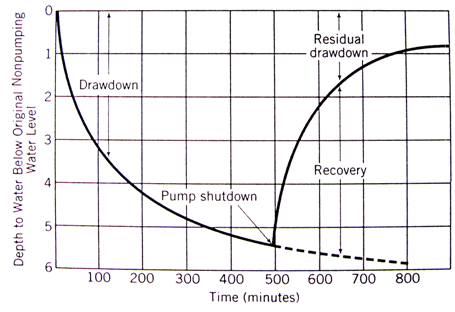 0
1
2
3
4
5
6
Depth to Water Below Original Nonpumping
Water Level
Drawdown
Residual
drawdown
Recovery
Pump shutdown
100 200 300 400 500 600 700 800
Time (minutes)